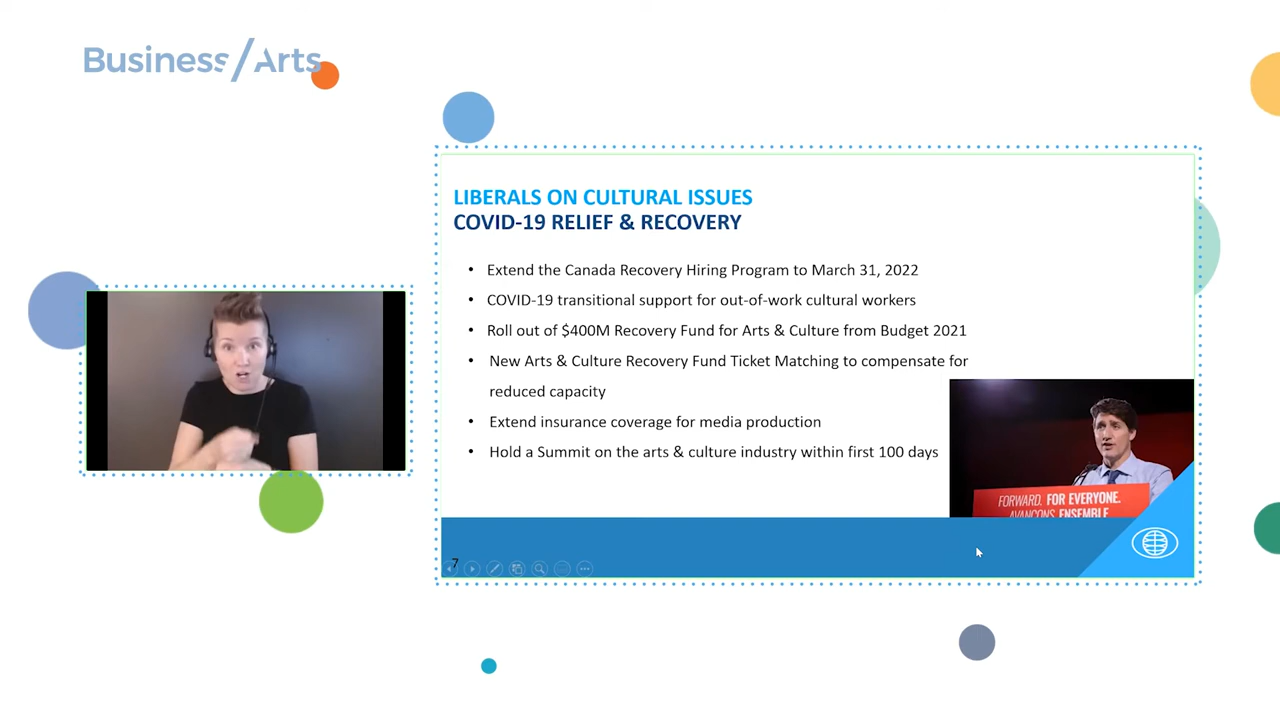 Business/Arts
LIBERALS ON CULTURAL ISSUES
COVID-19 RELIEF & RECOVERY
• Extend the Canada Recovery Hiring Program to March 31, 2022
• COVID-19 transitional support for out-of-work cultural workers
• Roll out of $400M Recovery Fund for Arts & Culture from Budget 2021
• New Arts & Culture Recovery Fund Ticket Matching to compensate for
reduced capacity
• Extend insurance coverage for media production
• Hold a Summit on the arts & culture industry within first 100 days
FORWARD. FOR EVERYONE.
AVANÇONS ENSEMBLE
7